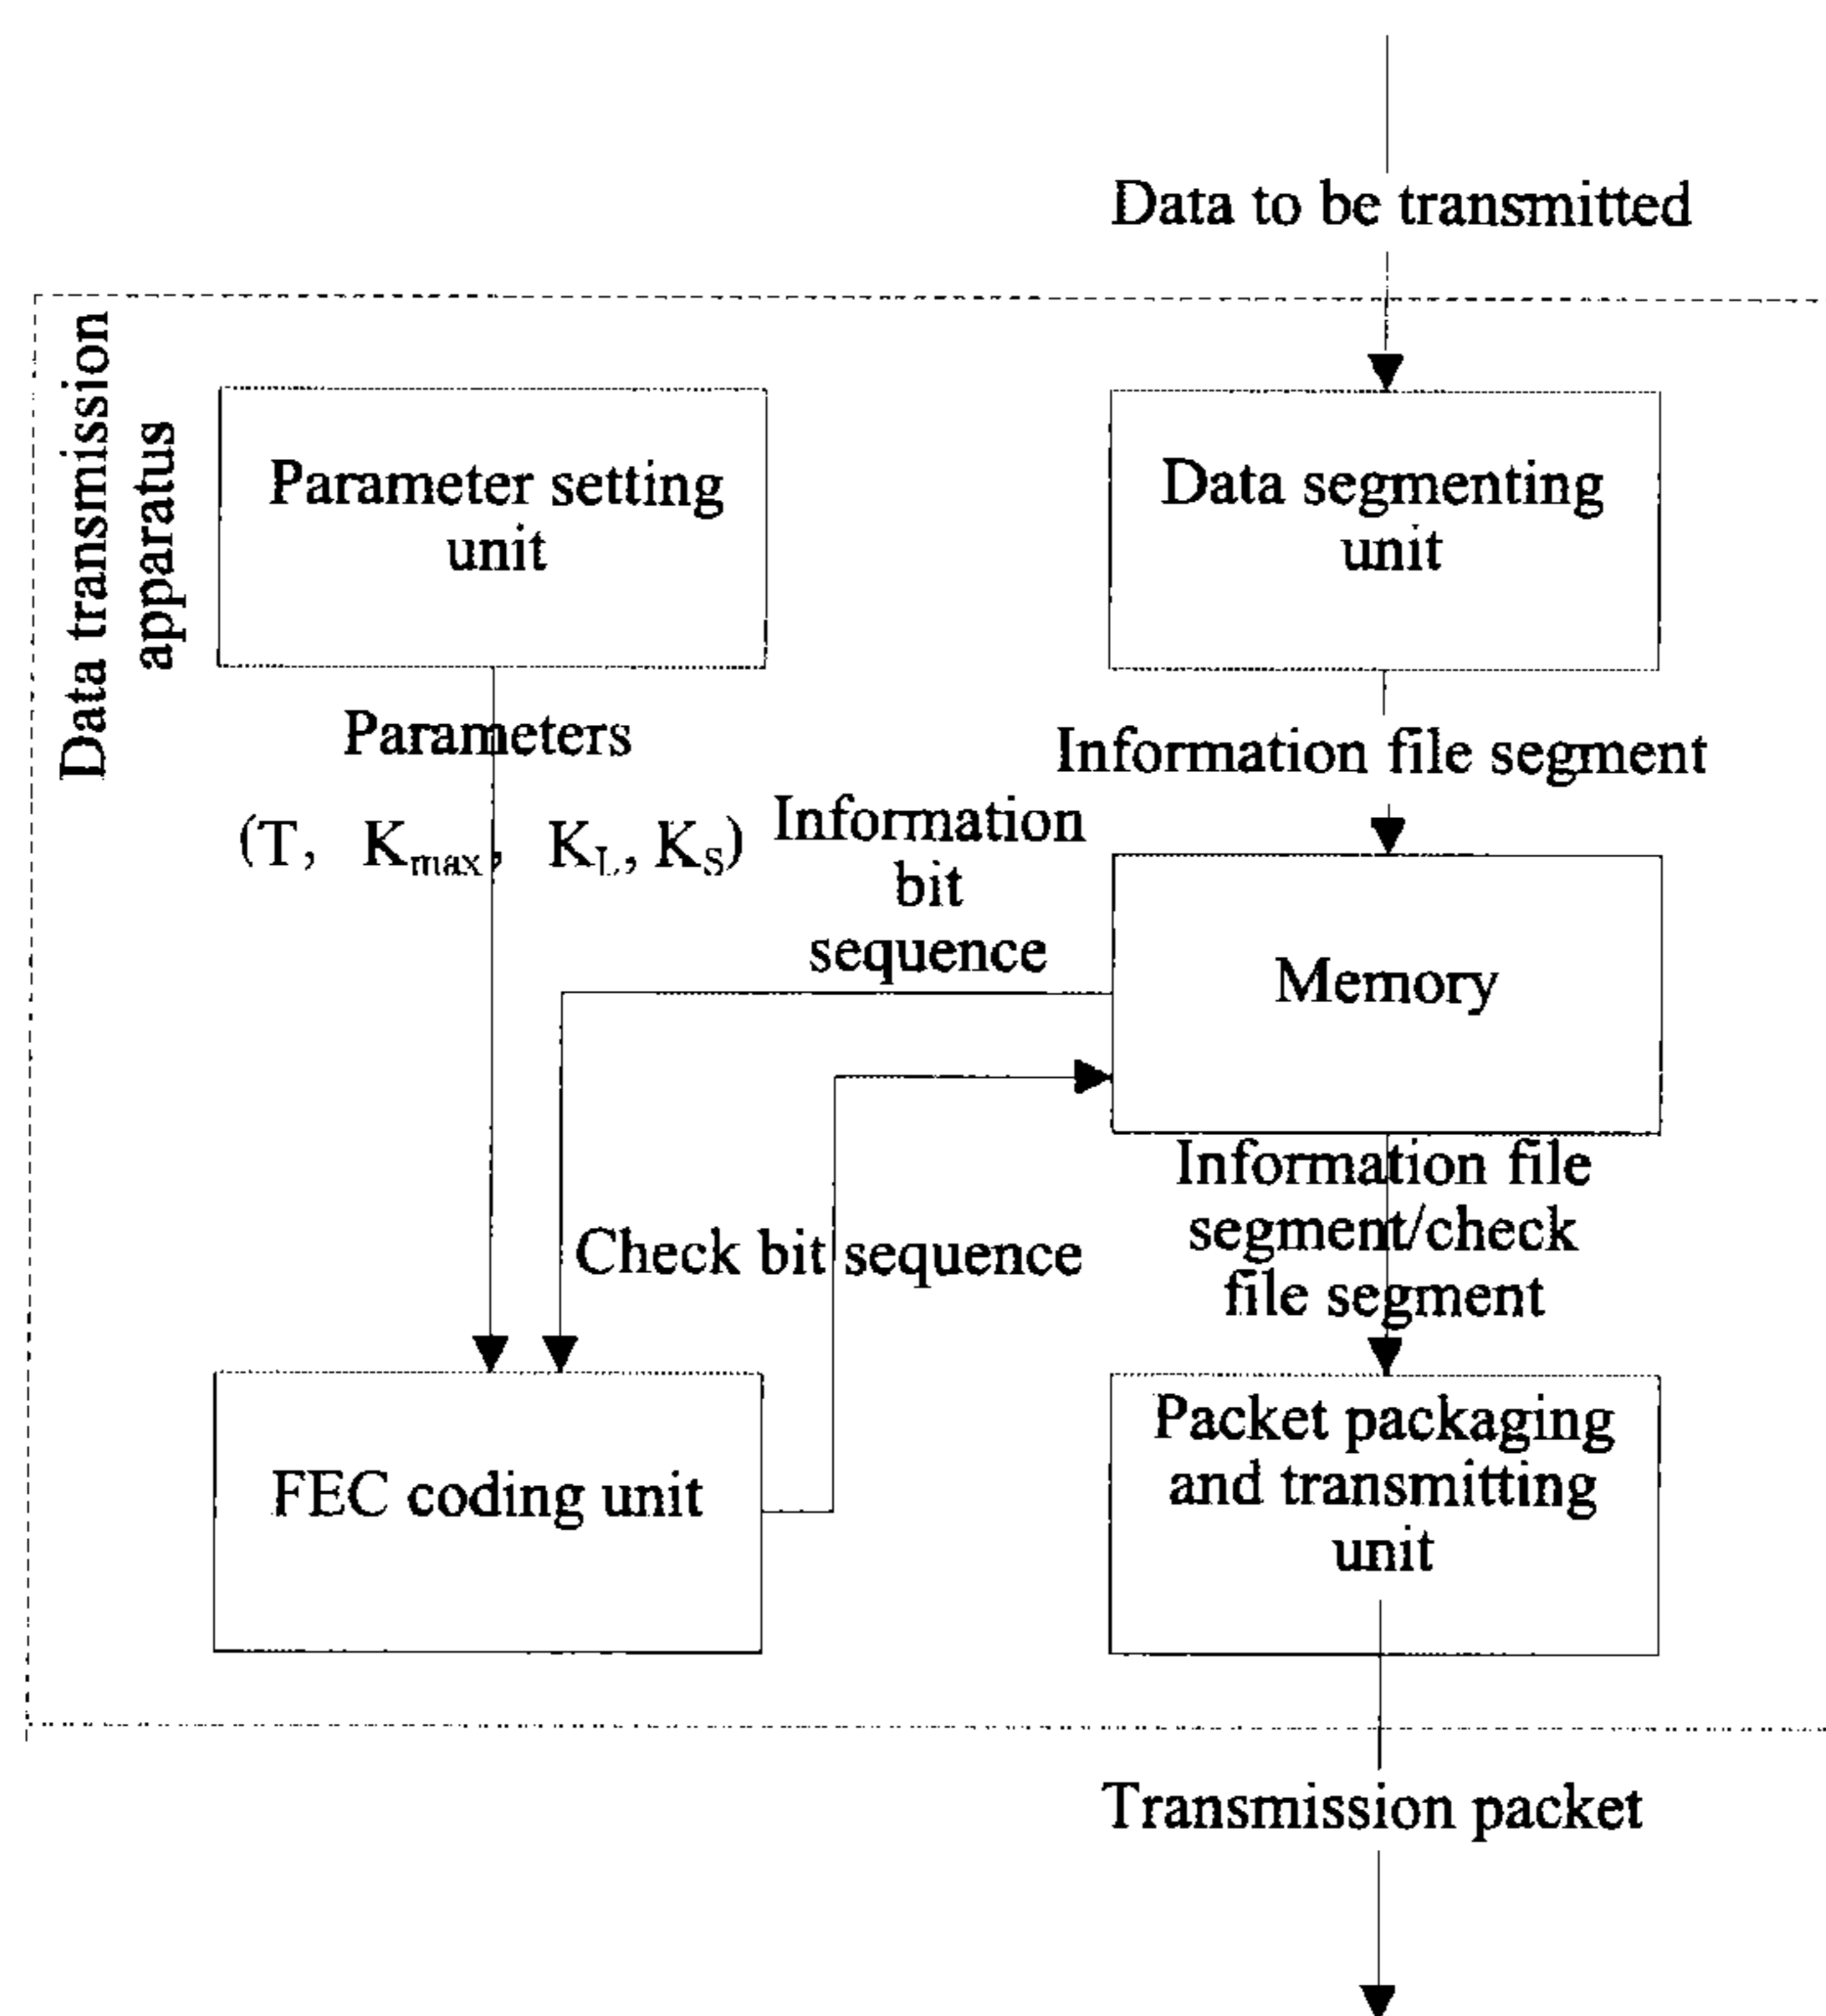 Data to be transmitted
Data transmission
apparatus
Parameter setting
unit
Data segmenting
unit
Parameters
(T, K_max, K_L, K_S)
Information file segment
Information
bit
sequence
Memory
Information file
segment/check
file segment
Check bit sequence
FEC coding unit
Packet packaging
and transmitting
unit
Transmission packet